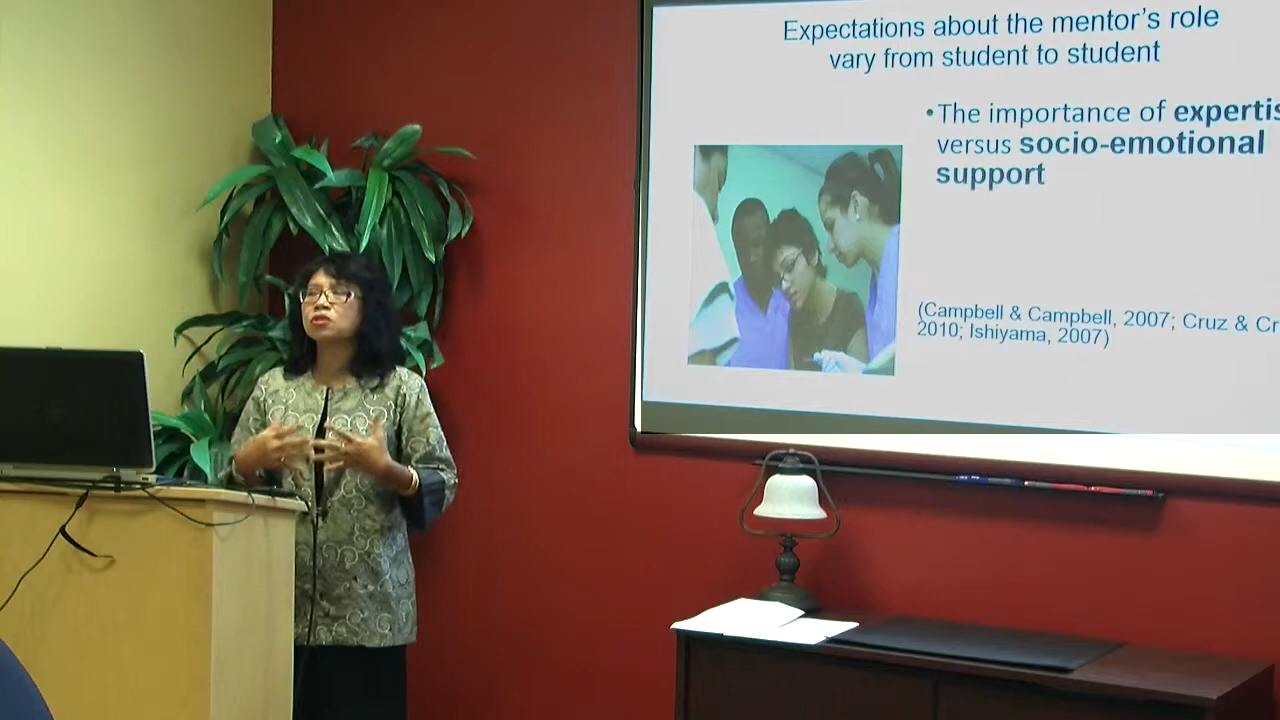 Expectations about the mentor's role
vary from student to student
•The importance of
versus socio-emotional
support
(Campbell & Campbell, 2007; Cruz &
2010; Ishiyama, 2007)